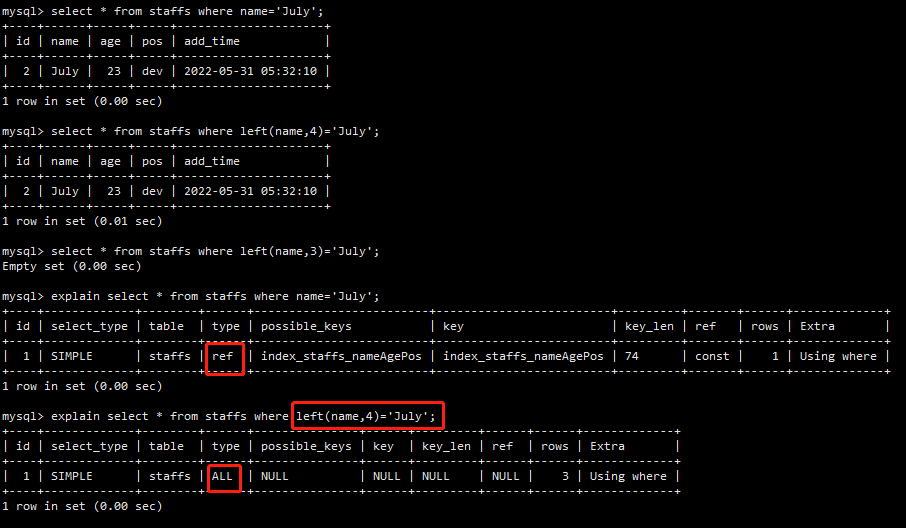 mysql> select * from staffs where name='July';
+----+------+-----+-----+---------------------+
| id | name | age | pos | add_time            |
+----+------+-----+-----+---------------------+
|  2 | July |  23 | dev | 2022-05-31 05:32:10 |
+----+------+-----+-----+---------------------+
1 row in set (0.00 sec)
mysql> select * from staffs where left(name,4)='July';
+----+------+-----+-----+---------------------+
| id | name | age | pos | add_time            |
+----+------+-----+-----+---------------------+
|  2 | July |  23 | dev | 2022-05-31 05:32:10 |
+----+------+-----+-----+---------------------+
1 row in set (0.01 sec)
mysql> select * from staffs where left(name,3)='July';
Empty set (0.00 sec)
mysql> explain select * from staffs where name='July';
+----+-------------+--------+------+-------------------------+-------------------------+---------+-------+------+-------------+
| id | select_type | table  | type | possible_keys           | key                     | key_len | ref   | rows | Extra       |
+----+-------------+--------+------+-------------------------+-------------------------+---------+-------+------+-------------+
|  1 | SIMPLE      | staffs | ref  | index_staffs_nameAgePos | index_staffs_nameAgePos | 74      | const |    1 | Using where |
+----+-------------+--------+------+-------------------------+-------------------------+---------+-------+------+-------------+
1 row in set (0.00 sec)
mysql> explain select * from staffs where left(name,4)='July';
+----+-------------+--------+------+---------------+------+---------+------+------+-------------+
| id | select_type | table  | type | possible_keys | key  | key_len | ref  | rows | Extra       |
+----+-------------+--------+------+---------------+------+---------+------+------+-------------+
|  1 | SIMPLE      | staffs | ALL  | NULL          | NULL | NULL    | NULL |    3 | Using where |
+----+-------------+--------+------+---------------+------+---------+------+------+-------------+
1 row in set (0.00 sec)